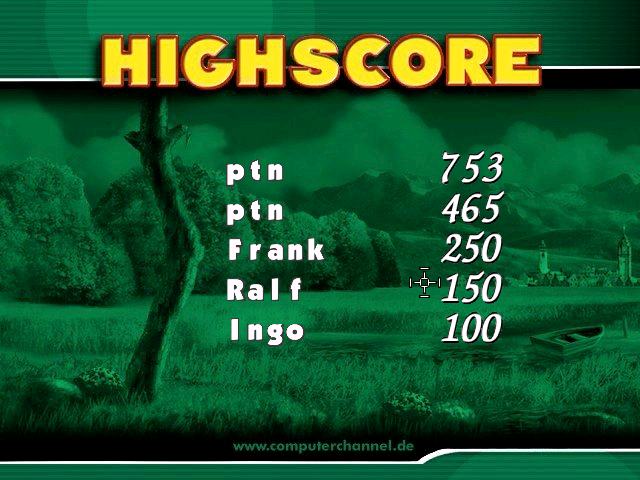 HIGHSCORE
ptn 753
ptn 465
Frank 250
Ralf 150
Ingo 100
www.computerchannel.de